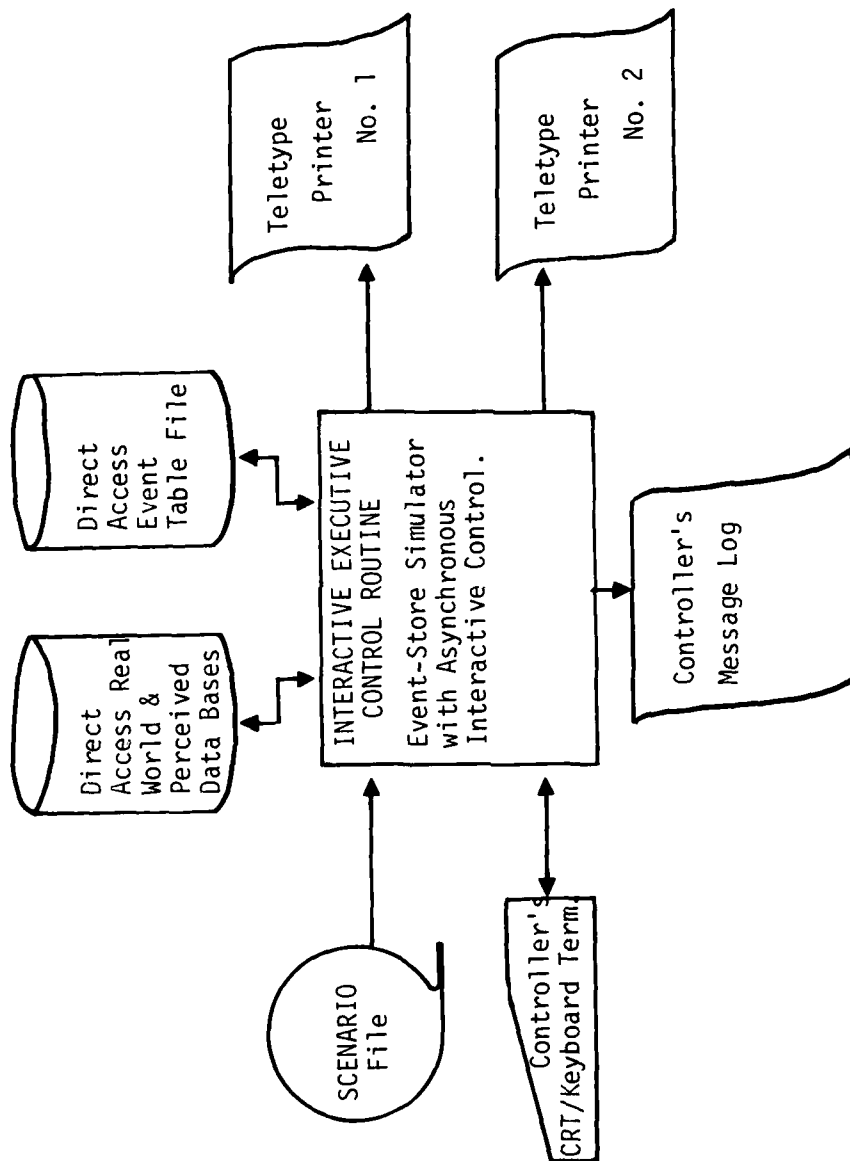 Direct
Access Real
World &
Perceived
Data Bases
Direct
Access
Event
Table File
SCENARIO
File
INTERACTIVE EXECUTIVE
CONTROL ROUTINE
Event-Store Simulator
with Asynchronous
Interactive Control.
Teletype
Printer
No. 1
Controller's
CRT/Keyboard Term.
Teletype
Printer
No. 2
Controller's
Message Log